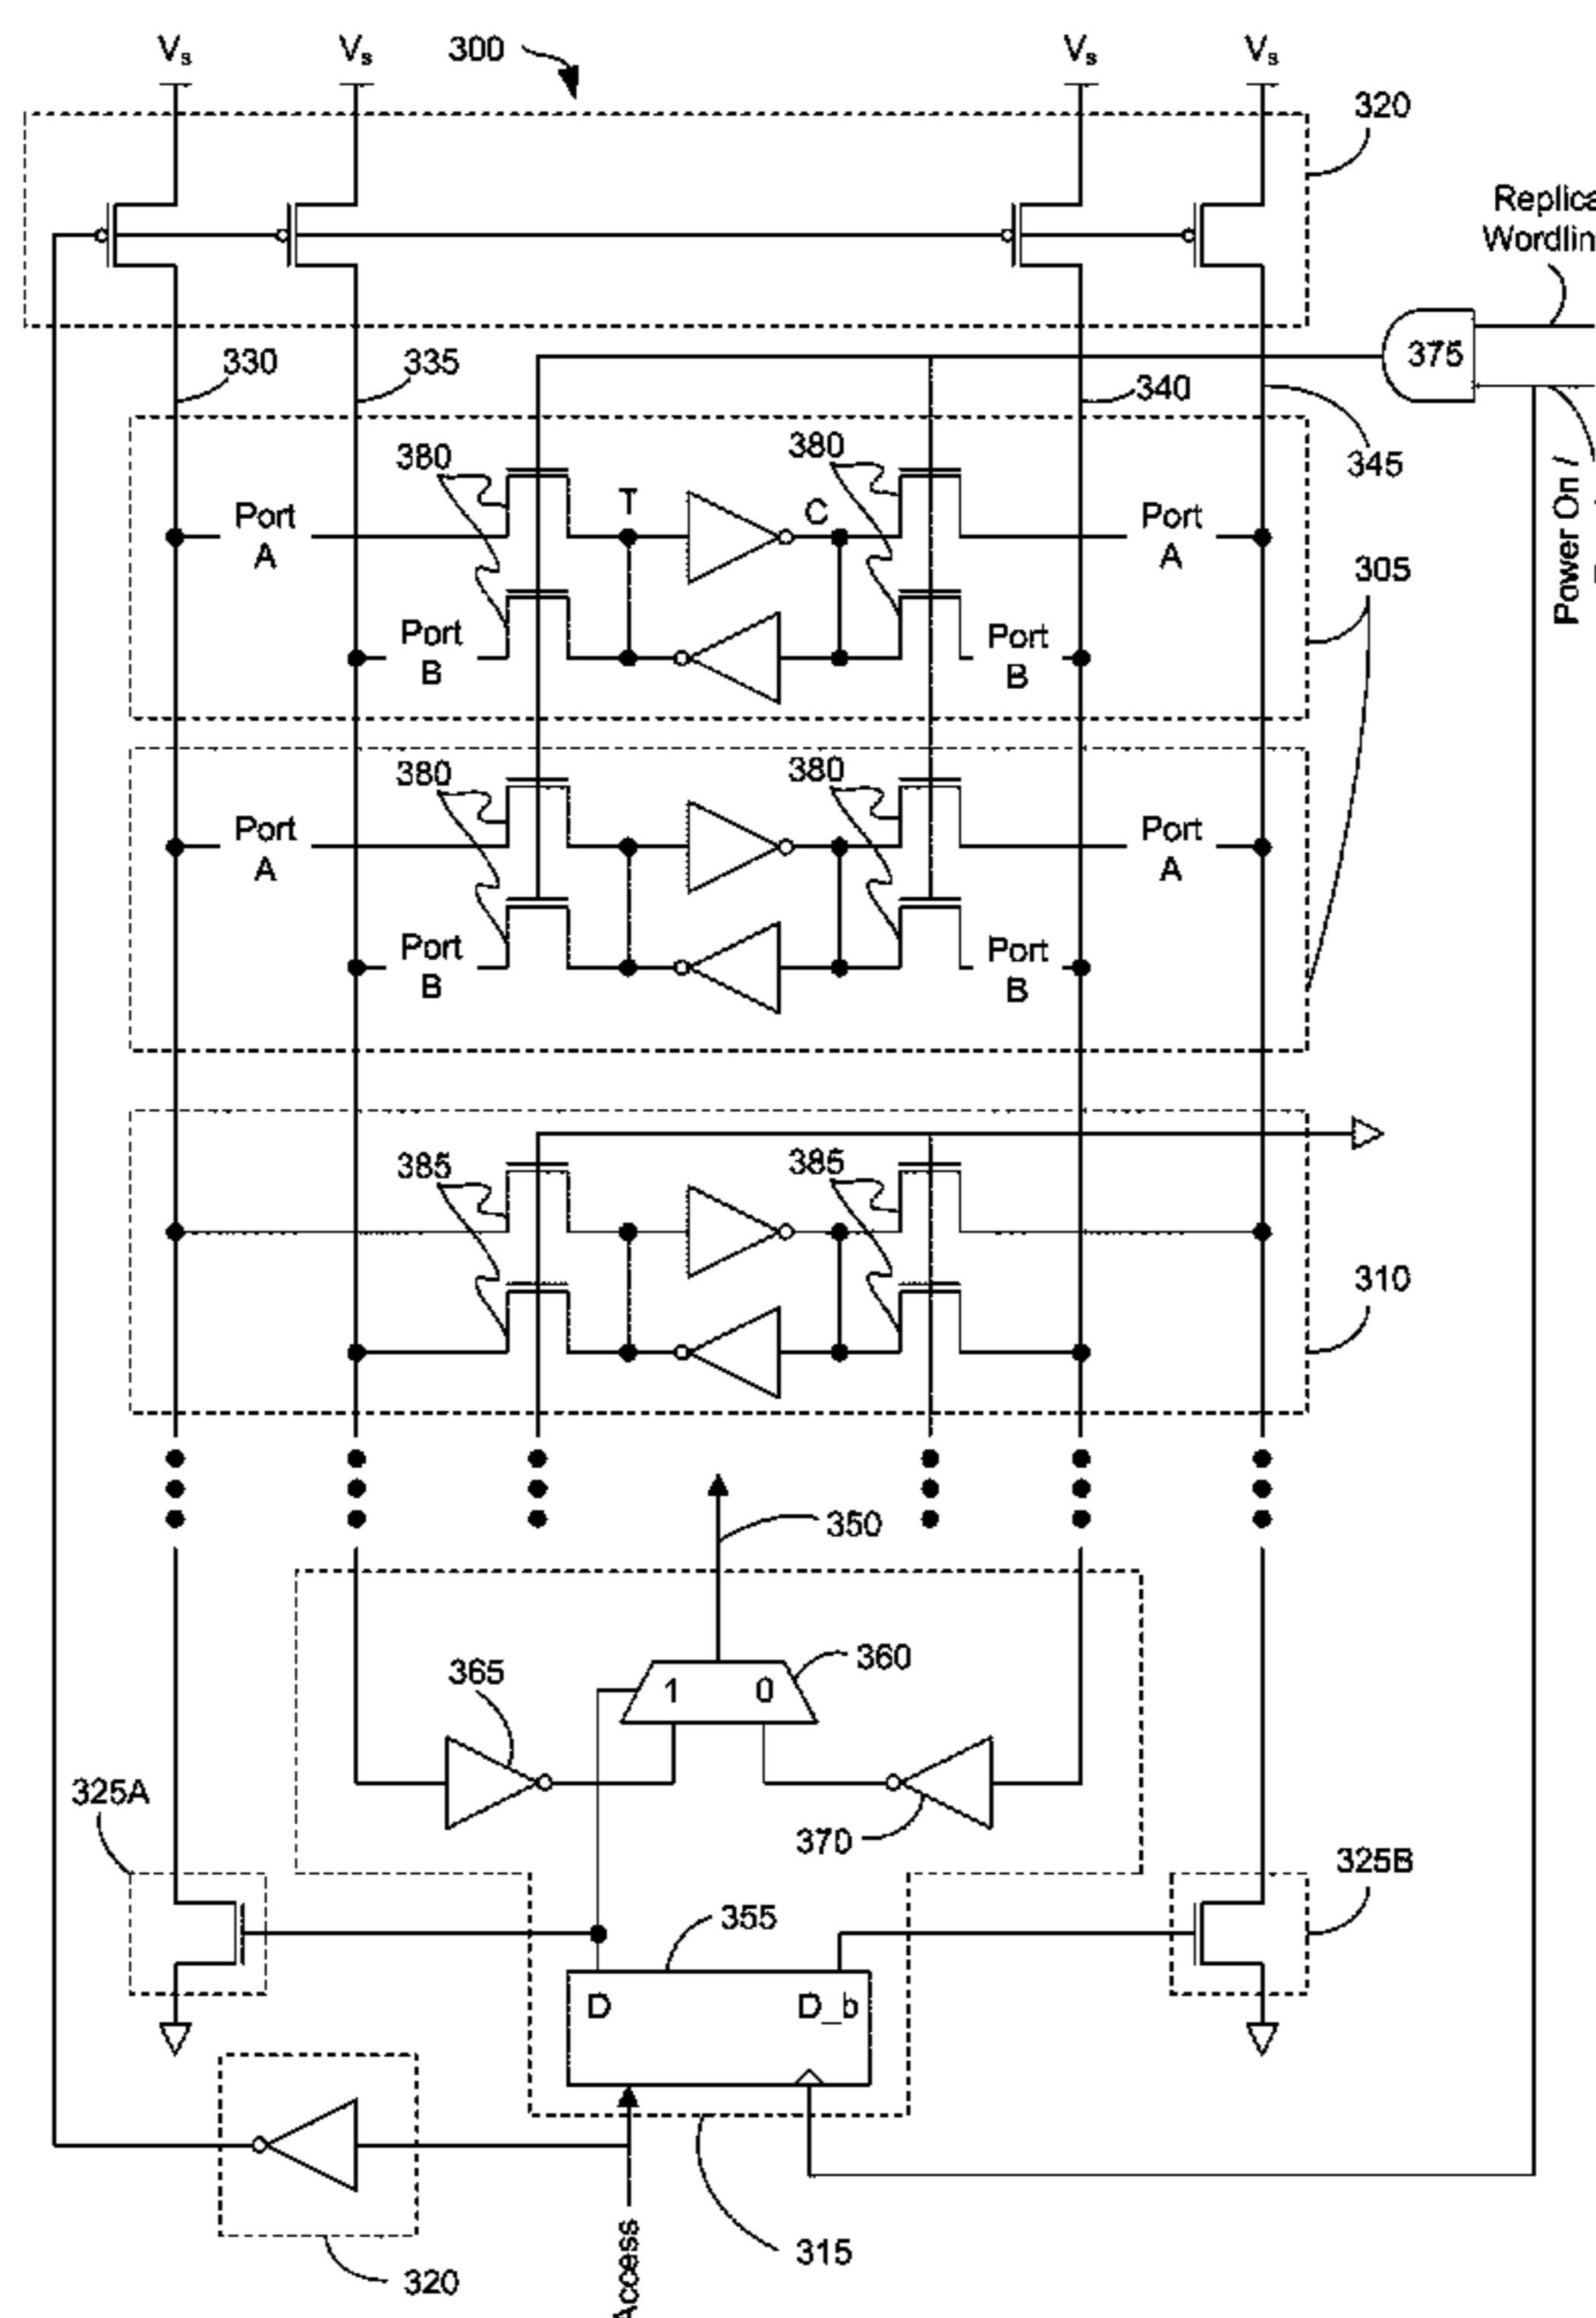 Vs
Vs
300
Vs
Vs
320
Replica
Wordlin
375
330
335
340
345
380
380
T
C
Port
A
Port
A
Power On /
305
Port
B
Port
B
380
380
Port
A
Port
A
Port
B
Port
B
385
385
310
350
365
1
0
360
370
325A
325B
355
D
D_b
315
320
Access